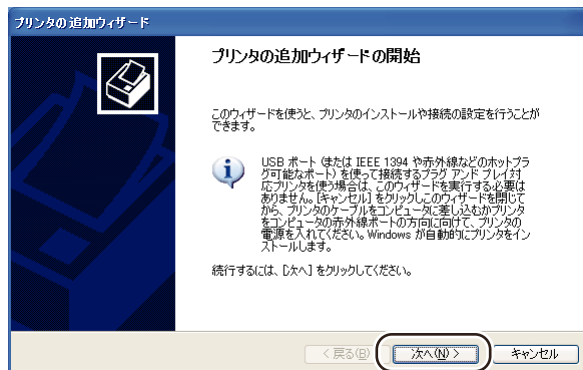 プリンタの追加ウィザード
プリンタの追加ウィザードの開始
このウィザードを使うと、プリンタのインストールや接続の設定を行うことが
できます。
USB ポート (または IEEE 1394 や赤外線などのホットプラ
グ可能なポート) を使って接続するプラグ アンド プレイ対
応プリンタを使う場合は、このウィザードを実行する必要は
ありません。[キャンセル] をクリックしこのウィザードを閉じて
から、プリンタのケーブルをコンピュータに差し込むかプリンタ
をコンピュータの赤外線ポートの方向に向けて、プリンタの
電源を入れてください。Windows が自動的にプリンタをイン
ストールします。
続行するには、[次へ] をクリックしてください。
< 戻る(B)
次へ(N) >
キャンセル